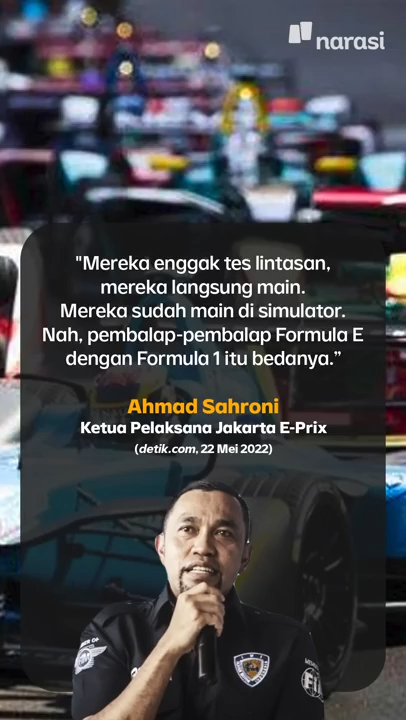 narasi
"Mereka enggak tes lintasan,
mereka langsung main.
Mereka sudah main di simulator.
Nah, pembalap-pembalap Formula E
dengan Formula 1 itu bedanya.”
Ahmad Sahroni
Ketua Pelaksana Jakarta E-Prix
(detik.com, 22 Mei 2022)